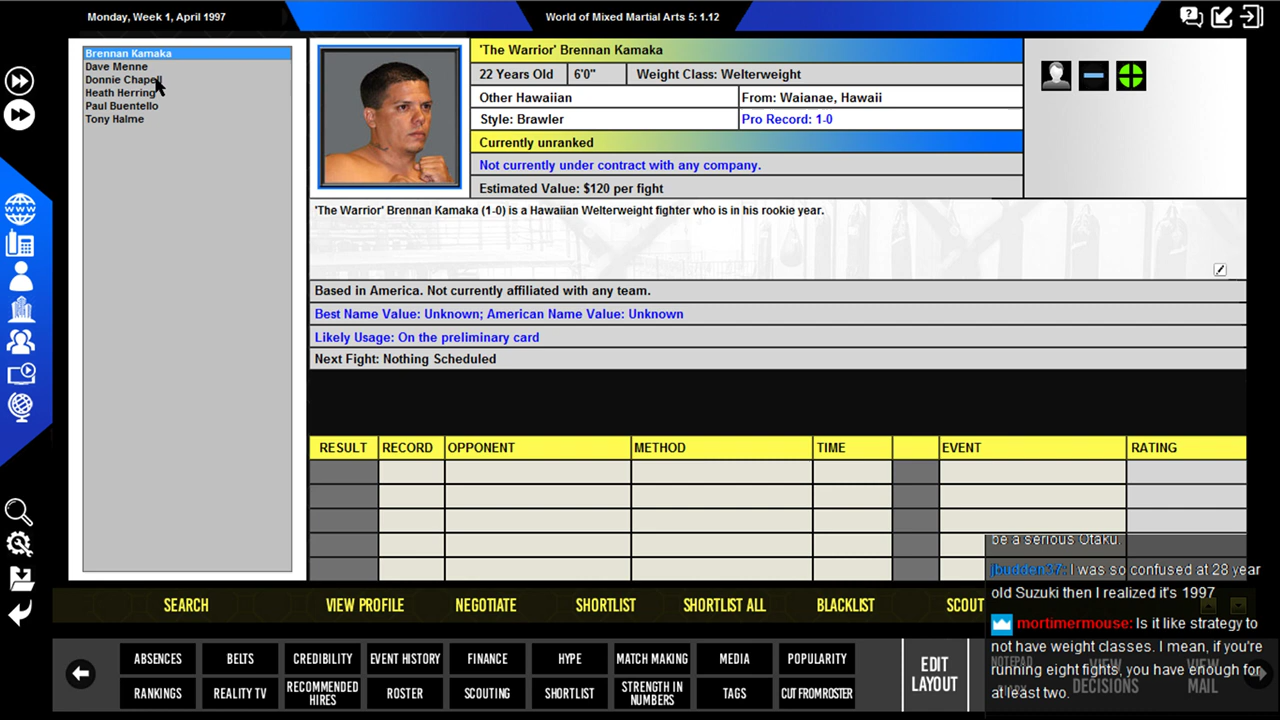 Monday, Week 1, April 1997
World of Mixed Martial Arts 5: 1.12
Brennan Kamaka
Dave Menne
Donnie Chapell
Heath Herring
Paul Buentello
Tony Halme
'The Warrior' Brennan Kamaka
22 Years Old
6'0"
Weight Class: Welterweight
Other Hawaiian
From: Waianae, Hawaii
Style: Brawler
Pro Record: 1-0
Currently unranked
Not currently under contract with any company.
Estimated Value: $120 per fight
'The Warrior' Brennan Kamaka (1-0) is a Hawaiian Welterweight fighter who is in his rookie year.
Based in America. Not currently affiliated with any team.
Best Name Value: Unknown; American Name Value: Unknown
Likely Usage: On the preliminary card
Next Fight: Nothing Scheduled
RESULT
RECORD
OPPONENT
METHOD
TIME
EVENT
RATING
be a serious Otaku.
jbudden37: I was so confused at 28 year
old Suzuki then I realized it's 1997
mortimermouse: Is it like strategy to
not have weight classes. I mean, if you're
running eight fights, you have enough for
at least two.
SEARCH
VIEW PROFILE
NEGOTIATE
SHORTLIST
SHORTLIST ALL
BLACKLIST
SCOUT
WWW
ABSENCES
BELTS
CREDIBILITY
EVENT HISTORY
FINANCE
HYPE
MATCH MAKING
MEDIA
POPULARITY
RANKINGS
REALITY TV
RECOMMENDED
HIRES
ROSTER
SCOUTING
SHORTLIST
STRENGTH IN
NUMBERS
TAGS
CUT FROM ROSTER
EDIT
LAYOUT
NOTEPAD
VIEW
DECISIONS
VIEW
MAIL